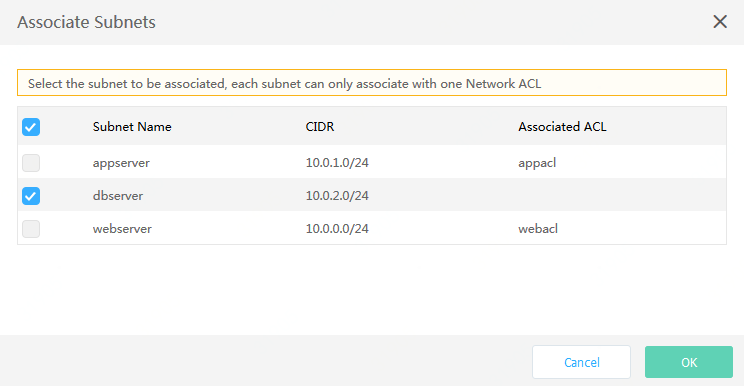 Associate Subnets
Select the subnet to be associated, each subnet can only associate with one Network ACL
Subnet Name CIDR Associated ACL
appserver 10.0.1.0/24 appacl
dbserver 10.0.2.0/24
webserver 10.0.0.0/24 webacl
Cancel OK